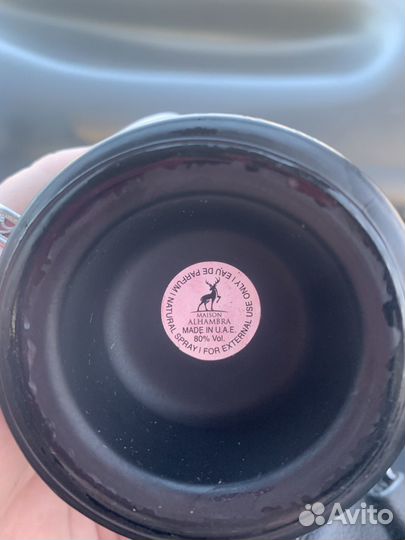 MAISON
ALHAMBRA
MADE IN U.A.E.
80% Vol.
NATURAL SPRAY | FOR EXTERNAL USE ONLY | EAU DE PARFUM |
Avito